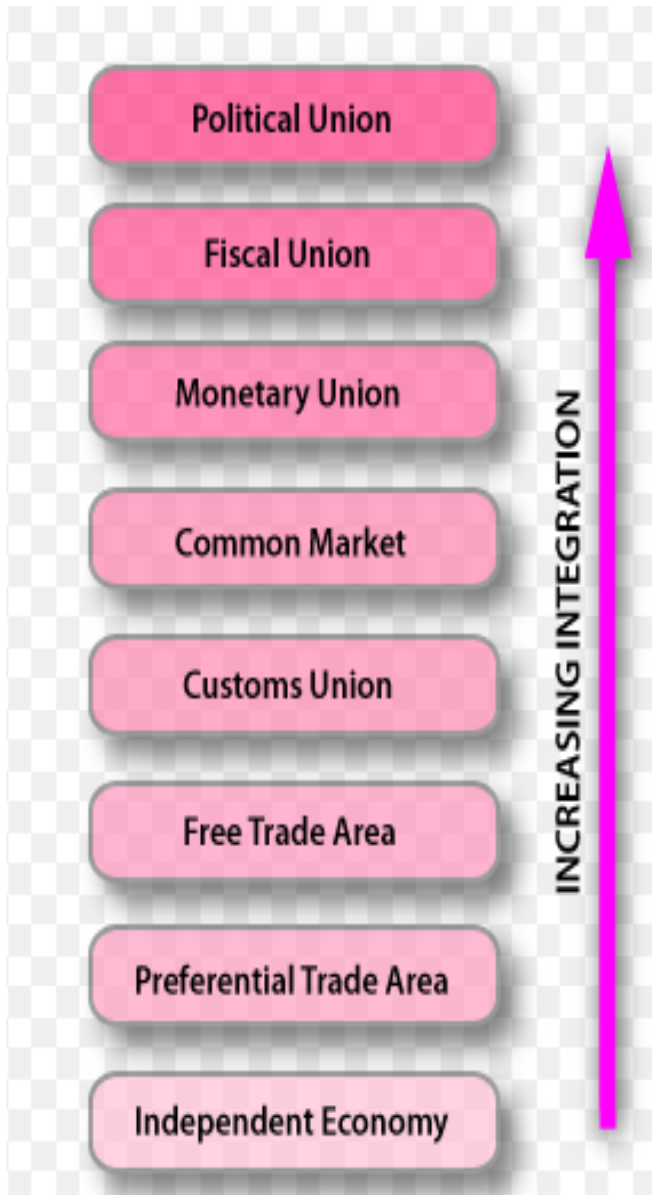 Political Union
Fiscal Union
Monetary Union
Common Market
Customs Union
Free Trade Area
Preferential Trade Area
Independent Economy
INCREASING INTEGRATION